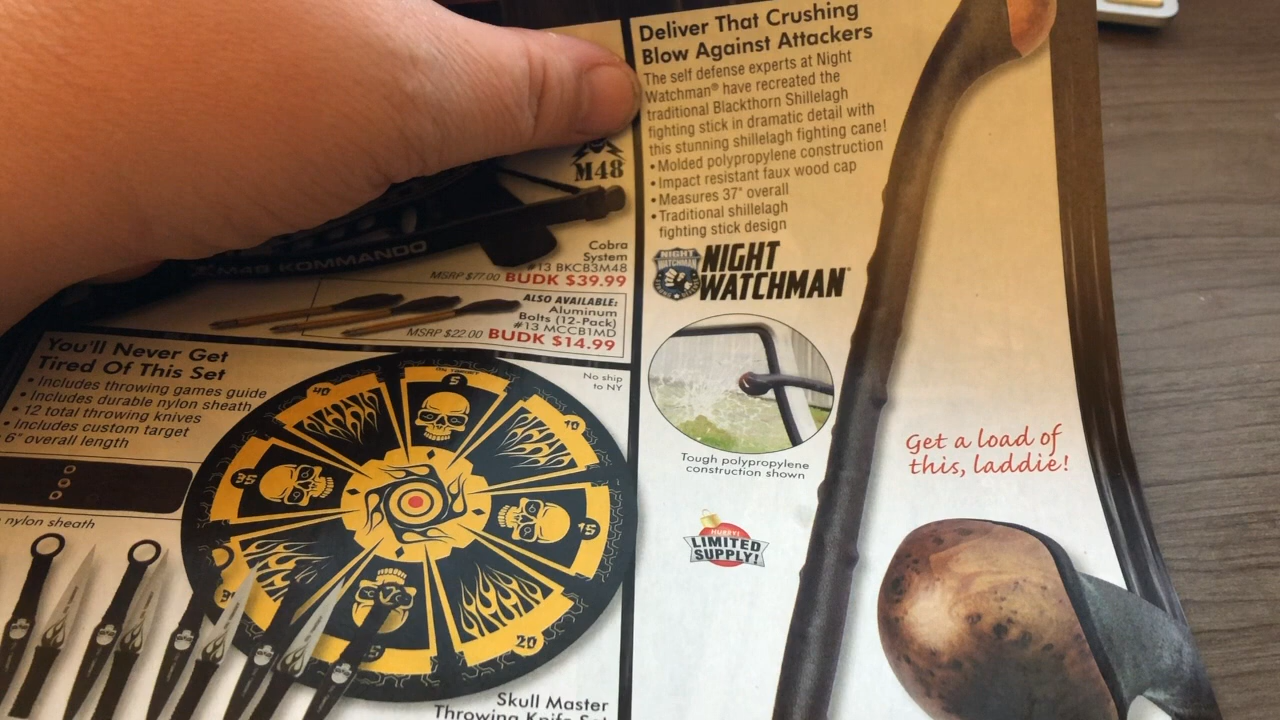 M48
M48 KOMMANDO
Cobra
System
#13 BKCB3M48
MSRP $77.00 BUDK $39.99
ALSO AVAILABLE:
Aluminum
Bolts (12-Pack)
#13 MCCB1MD
MSRP $22.00 BUDK $14.99
You'll Never Get
Tired Of This Set
• Includes throwing games guide
• Includes durable nylon sheath
• 12 total throwing knives
• Includes custom target
6" overall length
nylon sheath
No ship
to NY
40
5
10
35
15
20
Skull Master
Throwing Knife Set
Deliver That Crushing
Blow Against Attackers
The self defense experts at Night
Watchman® have recreated the
traditional Blackthorn Shillelagh
fighting stick in dramatic detail with
this stunning shillelagh fighting cane!
• Molded polypropylene construction
• Impact resistant faux wood cap
• Measures 37" overall
• Traditional shillelagh
fighting stick design
NIGHT
WATCHMAN
NIGHT
WATCHMAN®
Tough polypropylene
construction shown
HURRY!
LIMITED
SUPPLY!
Get a load of
this, laddie!